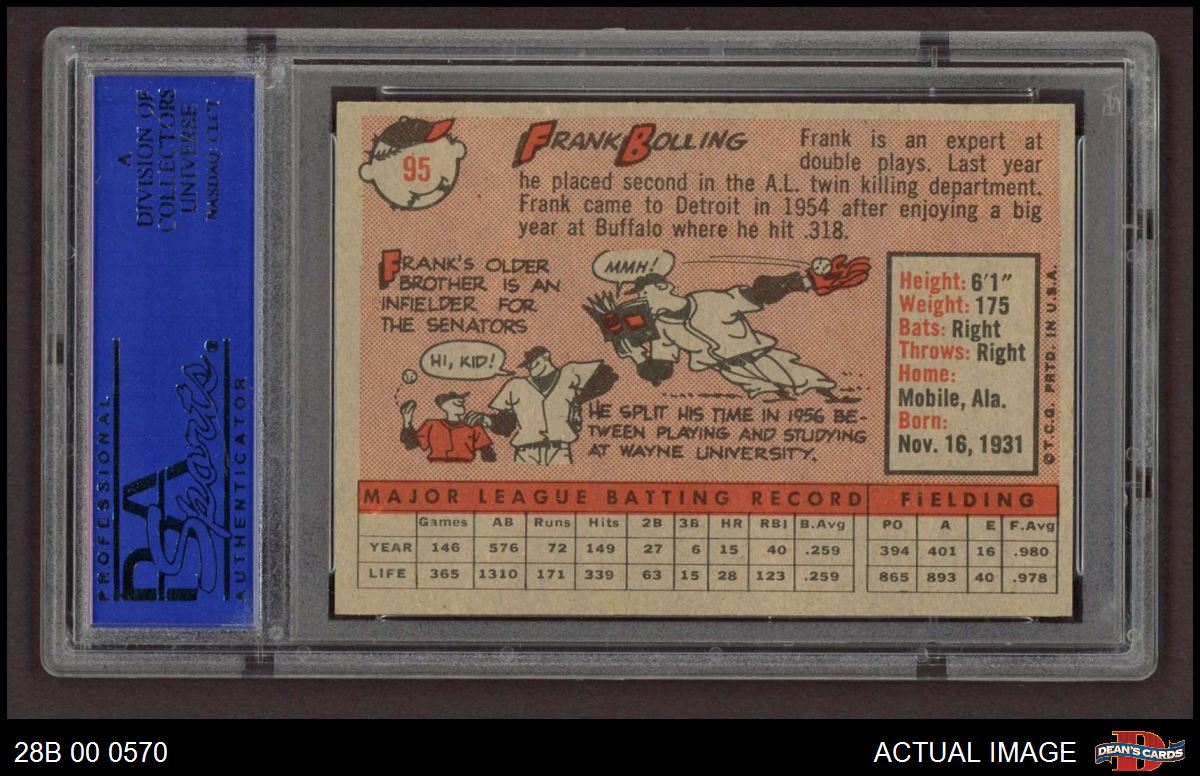 A
DIVISION OF
COLLECTORS
UNIVERSE
NASDAQ: CLCT
PROFESSIONAL
PSA
Sports
AUTHENTICATOR
95
FRANK BOLLING
Frank is an expert at
double plays. Last year
he placed second in the A.L. twin killing department.
Frank came to Detroit in 1954 after enjoying a big
year at Buffalo where he hit .318.
FRANK'S OLDER
BROTHER IS AN
INFIELDER FOR
THE SENATORS
HI, KID!
MMH!
HE SPLIT HIS TIME IN 1956 BE-
TWEEN PLAYING AND STUDYING
AT WAYNE UNIVERSITY.
Height: 6'1"
Weight: 175
Bats: Right
Throws: Right
Home:
Mobile, Ala.
Born:
Nov. 16, 1931
© T.C.G. PRTD. IN U.S.A.
MAJOR LEAGUE BATTING RECORD FIELDING
Games AB Runs Hits 2B 3B HR RBI B.Avg PO A E F.Avg
YEAR 146 576 72 149 27 6 15 40 .259 394 401 16 .980
LIFE 365 1310 171 339 63 15 28 123 .259 865 893 40 .978
28B 00 0570
ACTUAL IMAGE
DEAN'S CARDS